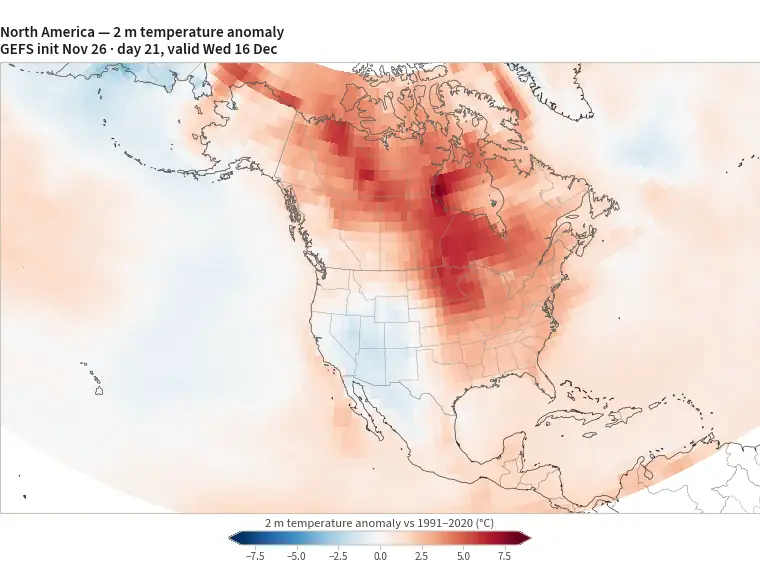 North America — 2 m temperature anomaly
GEFS init Nov 26 · day 21, valid Wed 16 Dec
2 m temperature anomaly vs 1991–2020 (°C)
−7.5 −5.0 −2.5 0.0 2.5 5.0 7.5